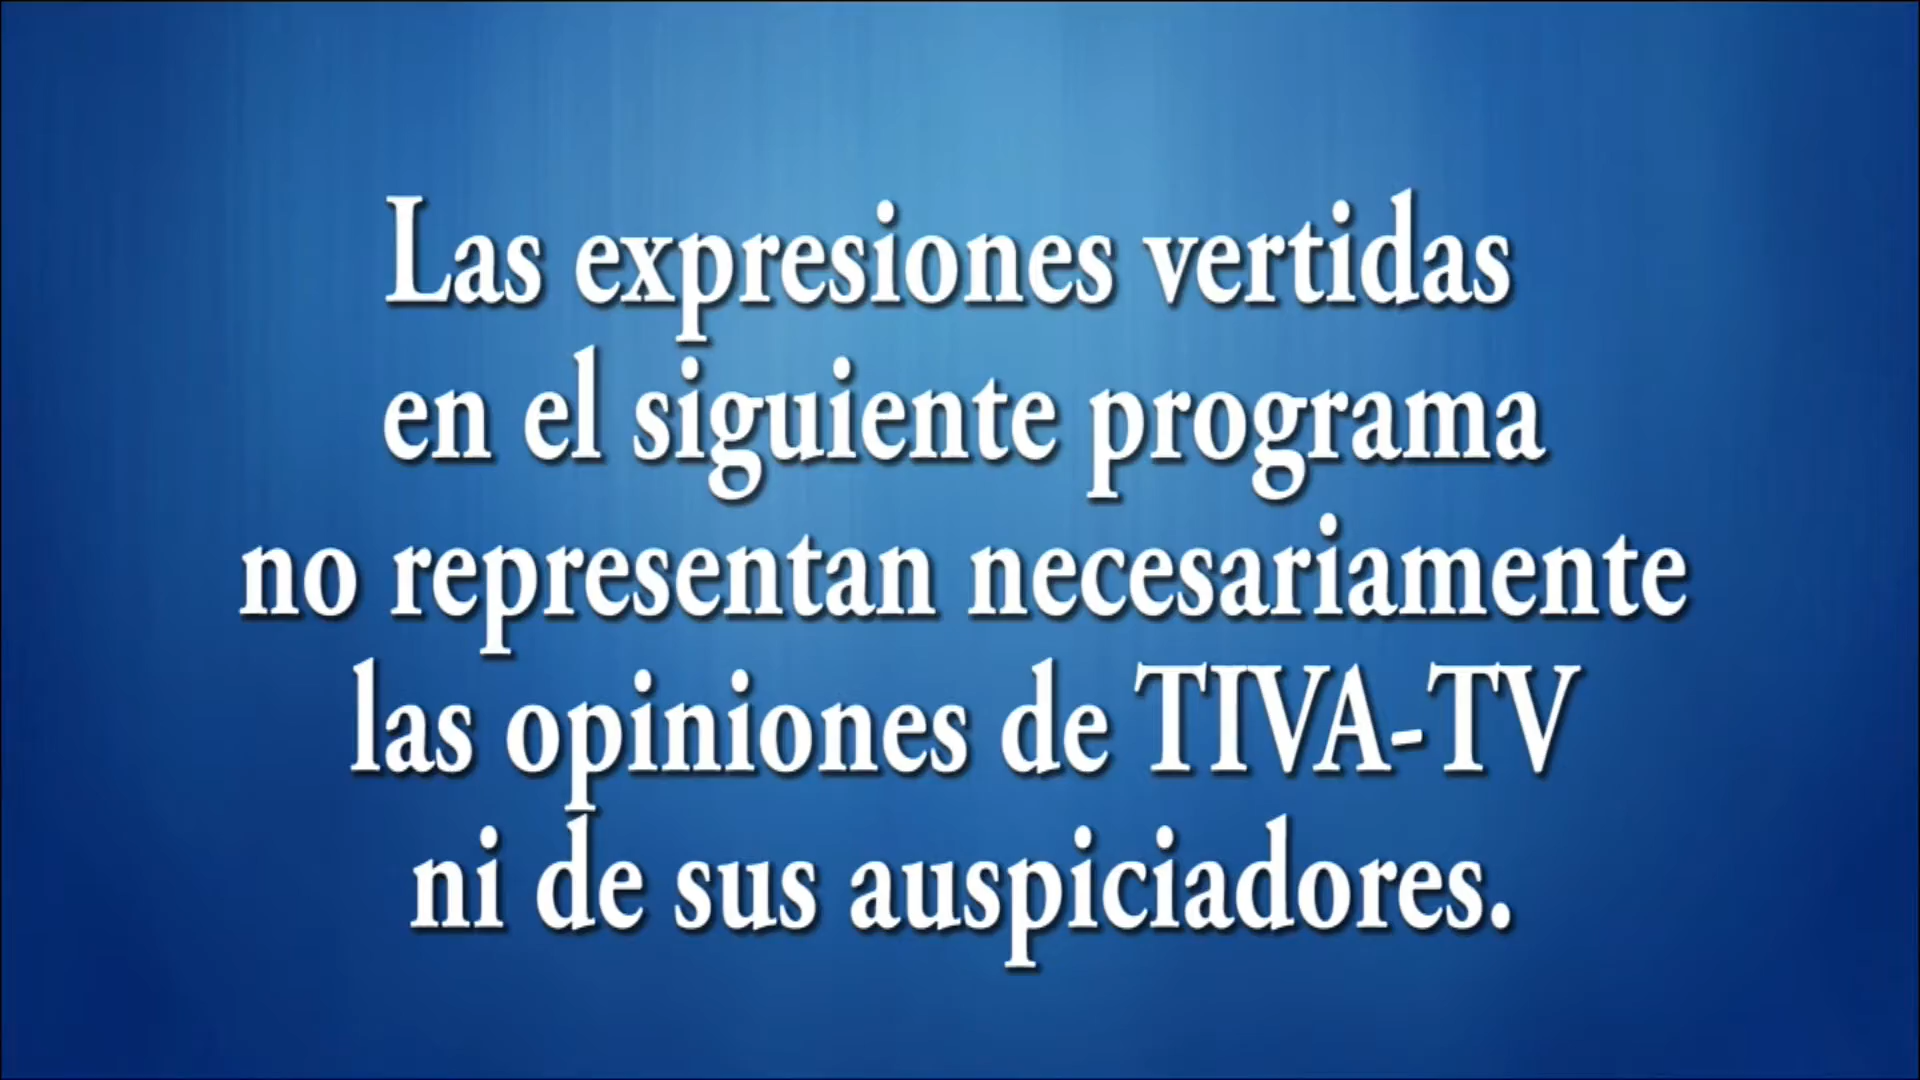 Las expresiones vertidas
en el siguiente programa
no representan necesariamente
las opiniones de TIVA-TV
ni de sus auspiciadores.